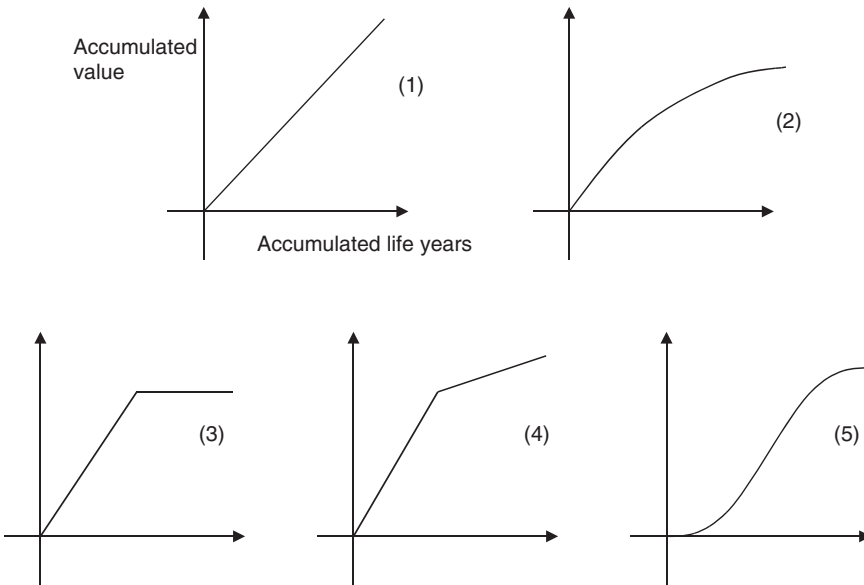 Accumulated
value
(1)
(2)
Accumulated life years
(3)
(4)
(5)